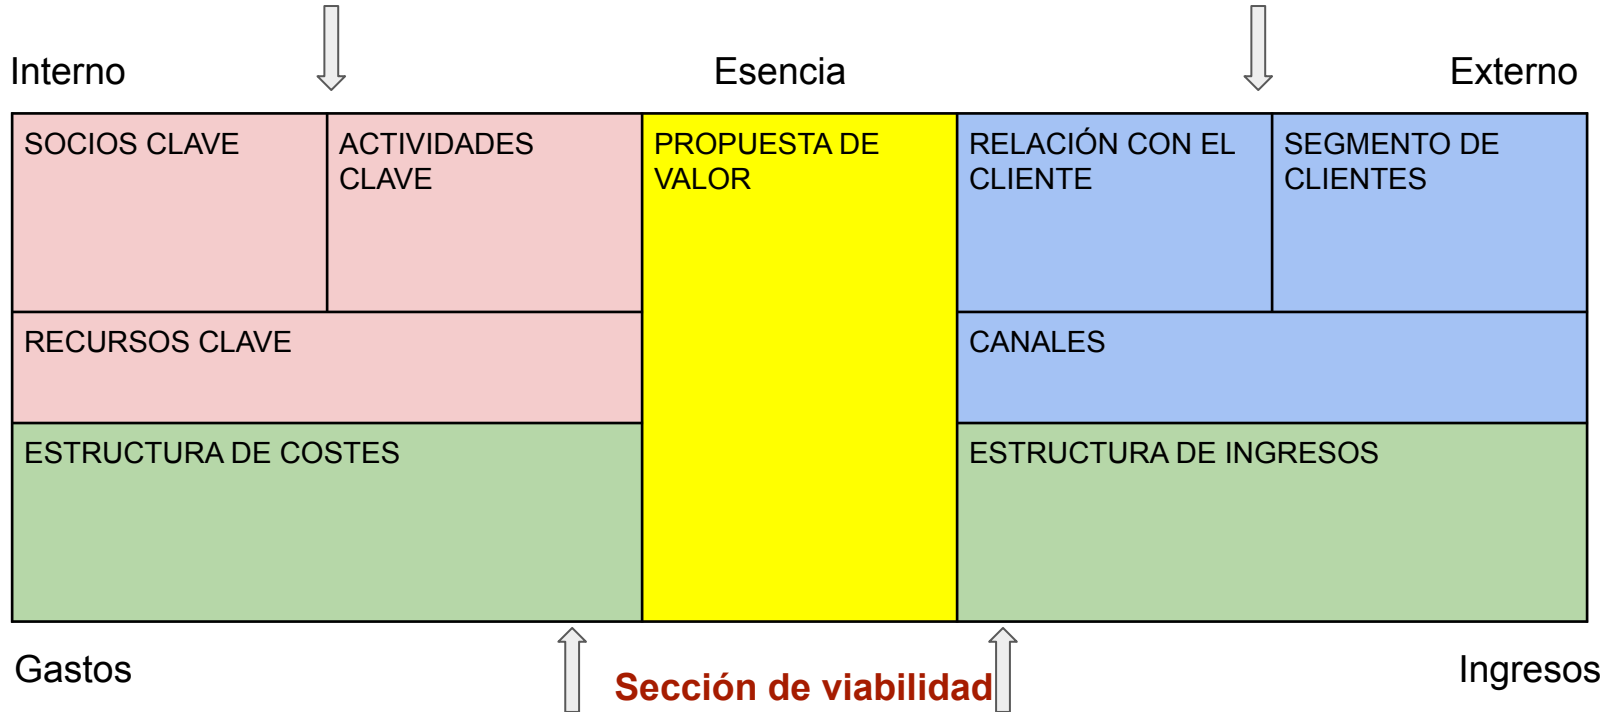 Interno
Esencia
Externo
SOCIOS CLAVE
ACTIVIDADES
CLAVE
PROPUESTA DE
VALOR
RELACIÓN CON EL
CLIENTE
SEGMENTO DE
CLIENTES
RECURSOS CLAVE
CANALES
ESTRUCTURA DE COSTES
ESTRUCTURA DE INGRESOS
Gastos
Sección de viabilidad
Ingresos